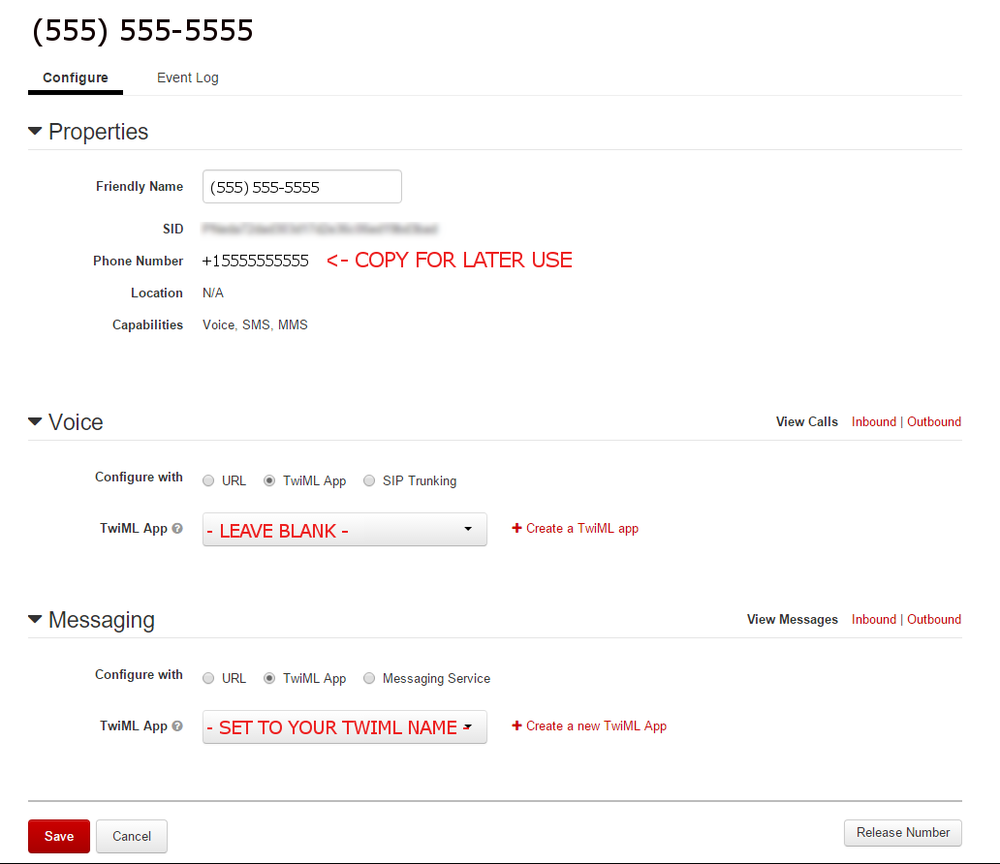 (555) 555-5555
Configure Event Log
Properties
Friendly Name (555) 555-5555
SID
Phone Number +15555555555 <- COPY FOR LATER USE
Location N/A
Capabilities Voice, SMS, MMS
Voice View Calls Inbound | Outbound
Configure with URL TwiML App SIP Trunking
TwiML App ? - LEAVE BLANK - + Create a TwiML app
Messaging View Messages Inbound | Outbound
Configure with URL TwiML App Messaging Service
TwiML App ? - SET TO YOUR TWIML NAME - + Create a new TwiML App
Save Cancel Release Number